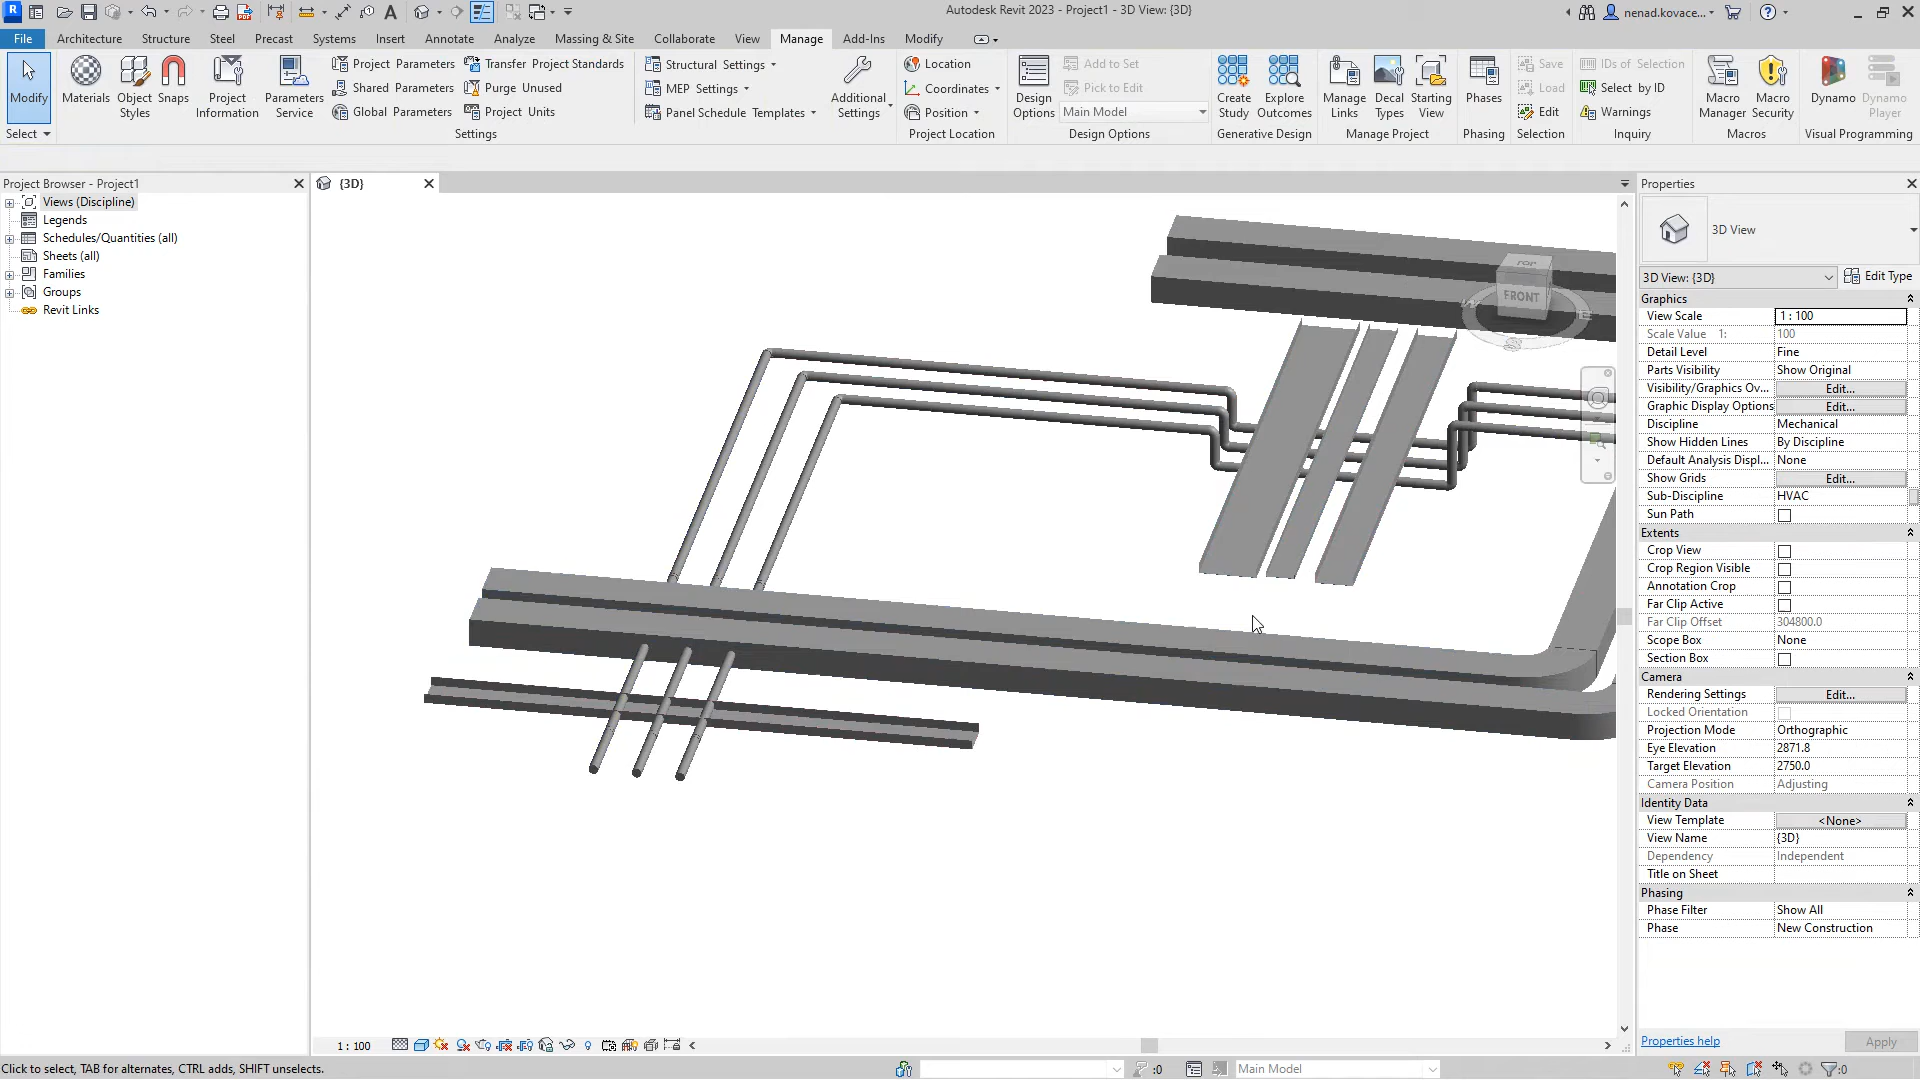 Autodesk Revit 2023 - Project1 - 3D View: {3D}
nenad.kovace...
File
Architecture
Structure
Steel
Precast
Systems
Insert
Annotate
Analyze
Massing & Site
Collaborate
View
Manage
Add-Ins
Modify
Modify
Select
Materials
Object Styles
Snaps
Project Information
Parameters Service
Project Parameters
Shared Parameters
Global Parameters
Transfer Project Standards
Purge Unused
Project Units
Settings
Structural Settings
MEP Settings
Panel Schedule Templates
Additional Settings
Location
Coordinates
Position
Project Location
Design Options
Add to Set
Pick to Edit
Main Model
Design Options
Create Study
Explore Outcomes
Generative Design
Manage Links
Decal Types
Starting View
Manage Project
Phases
Phasing
Save
Load
Edit
Selection
IDs of Selection
Select by ID
Warnings
Inquiry
Macro Manager
Macro Security
Macros
Dynamo
Dynamo Player
Visual Programming
Project Browser - Project1
Views (Discipline)
Legends
Schedules/Quantities (all)
Sheets (all)
Families
Groups
Revit Links
{3D}
TOP
FRONT
Properties
3D View
3D View: {3D}
Edit Type
Graphics
View Scale 1 : 100
Scale Value 1: 100
Detail Level Fine
Parts Visibility Show Original
Visibility/Graphics Ov... Edit...
Graphic Display Options Edit...
Discipline Mechanical
Show Hidden Lines By Discipline
Default Analysis Displ... None
Show Grids Edit...
Sub-Discipline HVAC
Sun Path
Extents
Crop View
Crop Region Visible
Annotation Crop
Far Clip Active
Far Clip Offset 304800.0
Scope Box None
Section Box
Camera
Rendering Settings Edit...
Locked Orientation
Projection Mode Orthographic
Eye Elevation 2871.8
Target Elevation 2750.0
Camera Position Adjusting
Identity Data
View Template <None>
View Name {3D}
Dependency Independent
Title on Sheet
Phasing
Phase Filter Show All
Phase New Construction
Properties help
Apply
1 : 100
Click to select, TAB for alternates, CTRL adds, SHIFT unselects.
:0
Main Model
:0